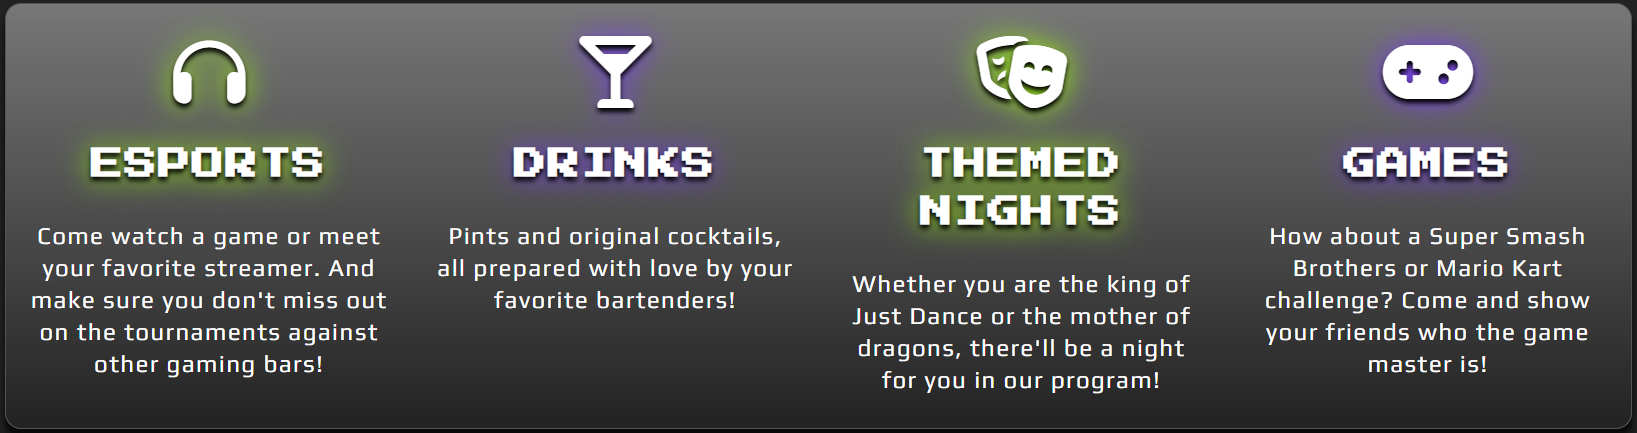 ESPORTS
Come watch a game or meet
your favorite streamer. And
make sure you don't miss out
on the tournaments against
other gaming bars!
DRINKS
Pints and original cocktails,
all prepared with love by your
favorite bartenders!
THEMED
NIGHTS
Whether you are the king of
Just Dance or the mother of
dragons, there'll be a night
for you in our program!
GAMES
How about a Super Smash
Brothers or Mario Kart
challenge? Come and show
your friends who the game
master is!